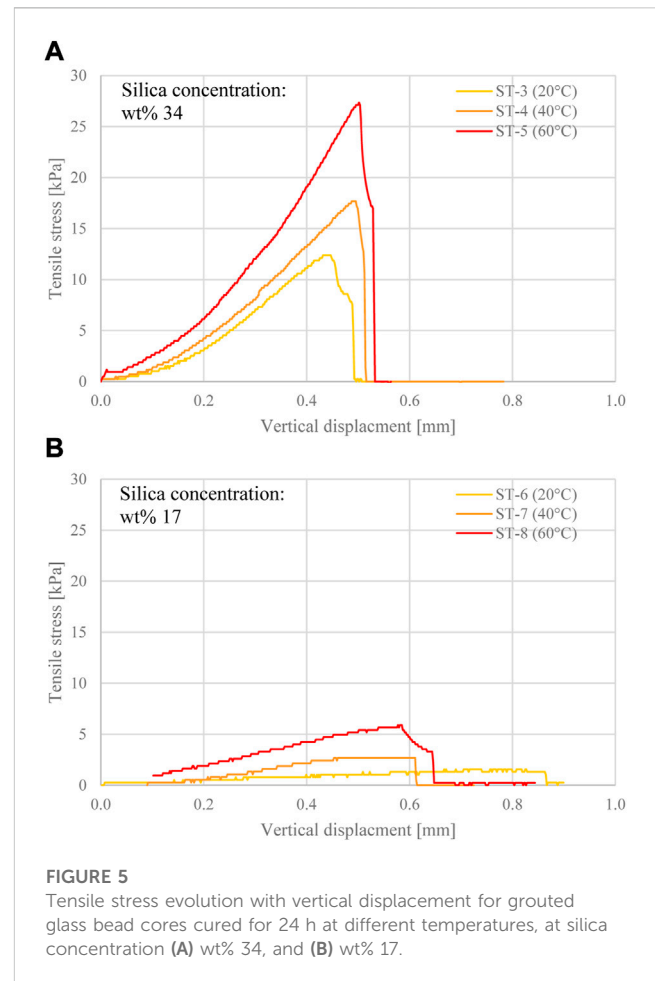 A
Silica concentration:
wt% 34
ST-3 (20°C)
ST-4 (40°C)
ST-5 (60°C)
30
25
20
15
10
5
0
Tensile stress [kPa]
0.0 0.2 0.4 0.6 0.8 1.0
Vertical displacment [mm]
B
Silica concentration:
wt% 17
ST-6 (20°C)
ST-7 (40°C)
ST-8 (60°C)
30
25
20
15
10
5
0
Tensile stress [kPa]
0.0 0.2 0.4 0.6 0.8 1.0
Vertical displacment [mm]
FIGURE 5
Tensile stress evolution with vertical displacement for grouted
glass bead cores cured for 24 h at different temperatures, at silica
concentration (A) wt% 34, and (B) wt% 17.